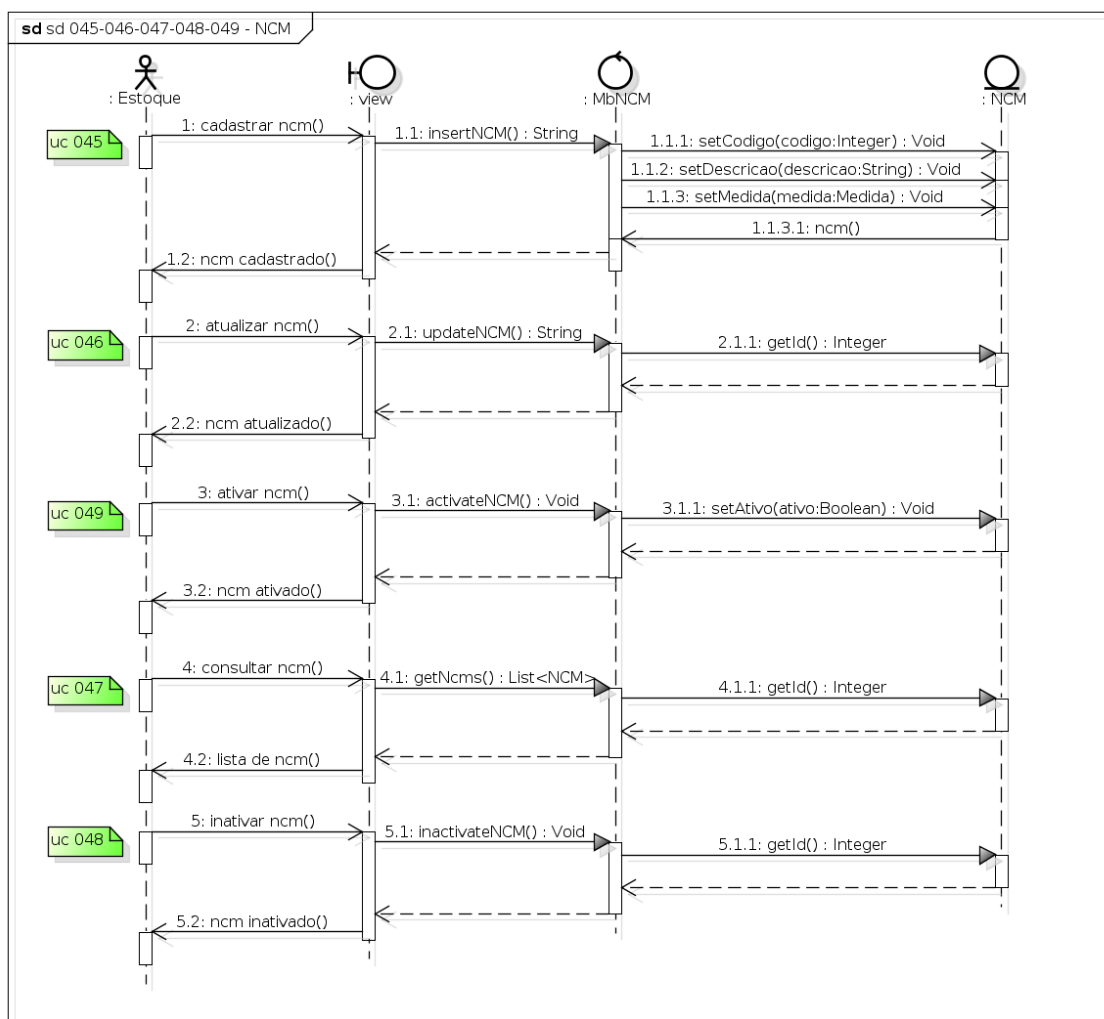 sd sd 045-046-047-048-049 - NCM
: Estoque
: view
: MbNCM
: NCM
uc 045
1: cadastrar ncm()
1.1: insertNCM() : String
1.1.1: setCodigo(codigo:Integer) : Void
1.1.2: setDescricao(descricao:String) : Void
1.1.3: setMedida(medida:Medida) : Void
1.1.3.1: ncm()
1.2: ncm cadastrado()
uc 046
2: atualizar ncm()
2.1: updateNCM() : String
2.1.1: getId() : Integer
2.2: ncm atualizado()
uc 049
3: ativar ncm()
3.1: activateNCM() : Void
3.1.1: setAtivo(ativo:Boolean) : Void
3.2: ncm ativado()
uc 047
4: consultar ncm()
4.1: getNcms() : List<NCM>
4.1.1: getId() : Integer
4.2: lista de ncm()
uc 048
5: inativar ncm()
5.1: inactivateNCM() : Void
5.1.1: getId() : Integer
5.2: ncm inativado()